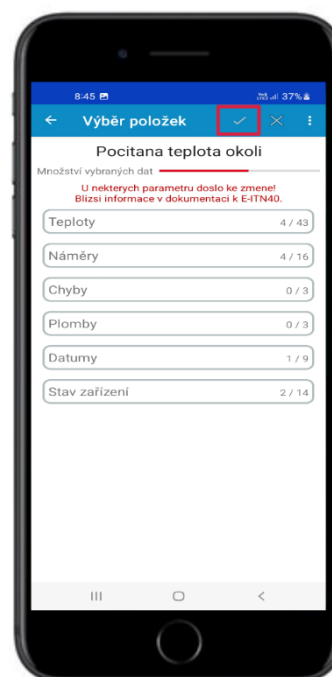 8:45 37%
Výběr položek
Pocitana teplota okoli
Množství vybraných dat
U nekterych parametru doslo ke zmene!
Blizsi informace v dokumentaci k E-ITN40.
Teploty 4 / 43
Náměry 4 / 16
Chyby 0 / 3
Plomby 0 / 3
Datumy 1 / 9
Stav zařízení 2 / 14